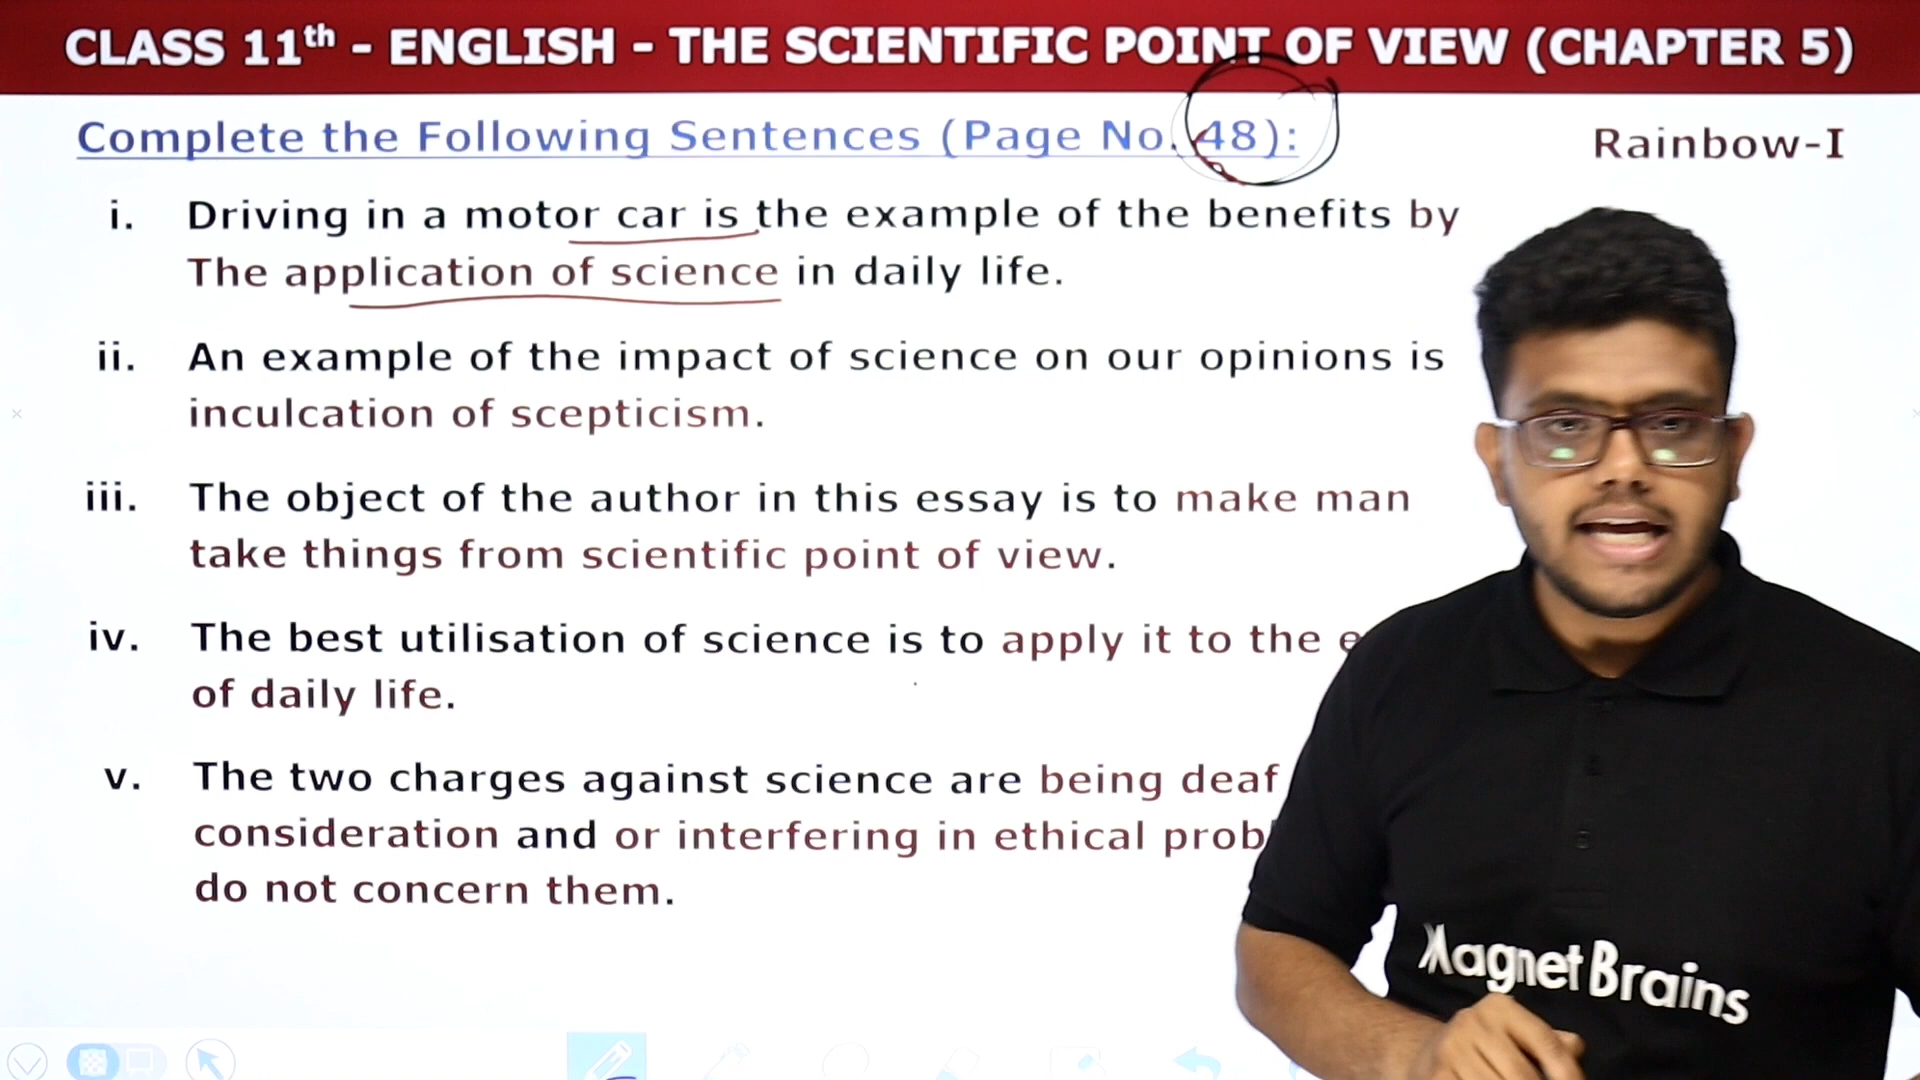 CLASS 11th - ENGLISH - THE SCIENTIFIC POINT OF VIEW (CHAPTER 5)
Complete the Following Sentences (Page No. 48):
Rainbow-I
i. Driving in a motor car is the example of the benefits by
The application of science in daily life.
ii. An example of the impact of science on our opinions is
inculcation of scepticism.
iii. The object of the author in this essay is to make man
take things from scientific point of view.
iv. The best utilisation of science is to apply it to the
of daily life.
v. The two charges against science are being deaf
consideration and or interfering in ethical
do not concern them.
Magnet Brains